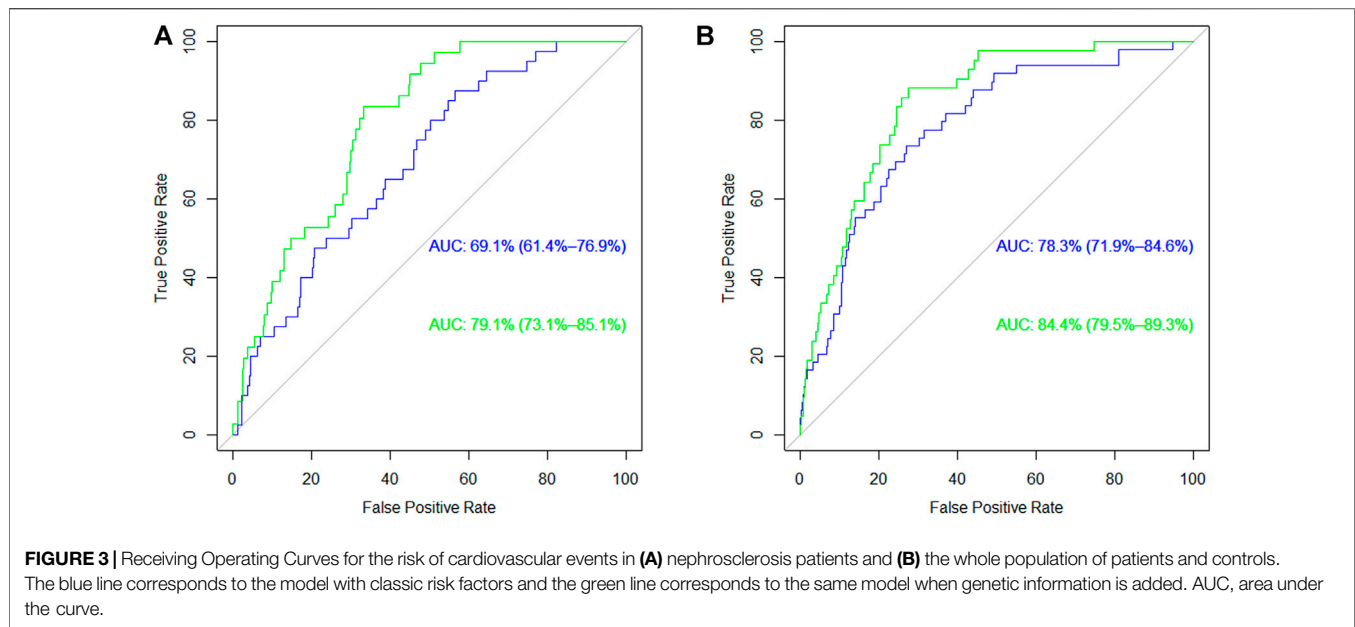 A
100
80
60
40
20
0
True Positive Rate
AUC: 69.1% (61.4%–76.9%)
AUC: 79.1% (73.1%–85.1%)
0 20 40 60 80 100
False Positive Rate
B
100
80
60
40
20
0
True Positive Rate
AUC: 78.3% (71.9%–84.6%)
AUC: 84.4% (79.5%–89.3%)
0 20 40 60 80 100
False Positive Rate
FIGURE 3 | Receiving Operating Curves for the risk of cardiovascular events in (A) nephrosclerosis patients and (B) the whole population of patients and controls.
The blue line corresponds to the model with classic risk factors and the green line corresponds to the same model when genetic information is added. AUC, area under
the curve.